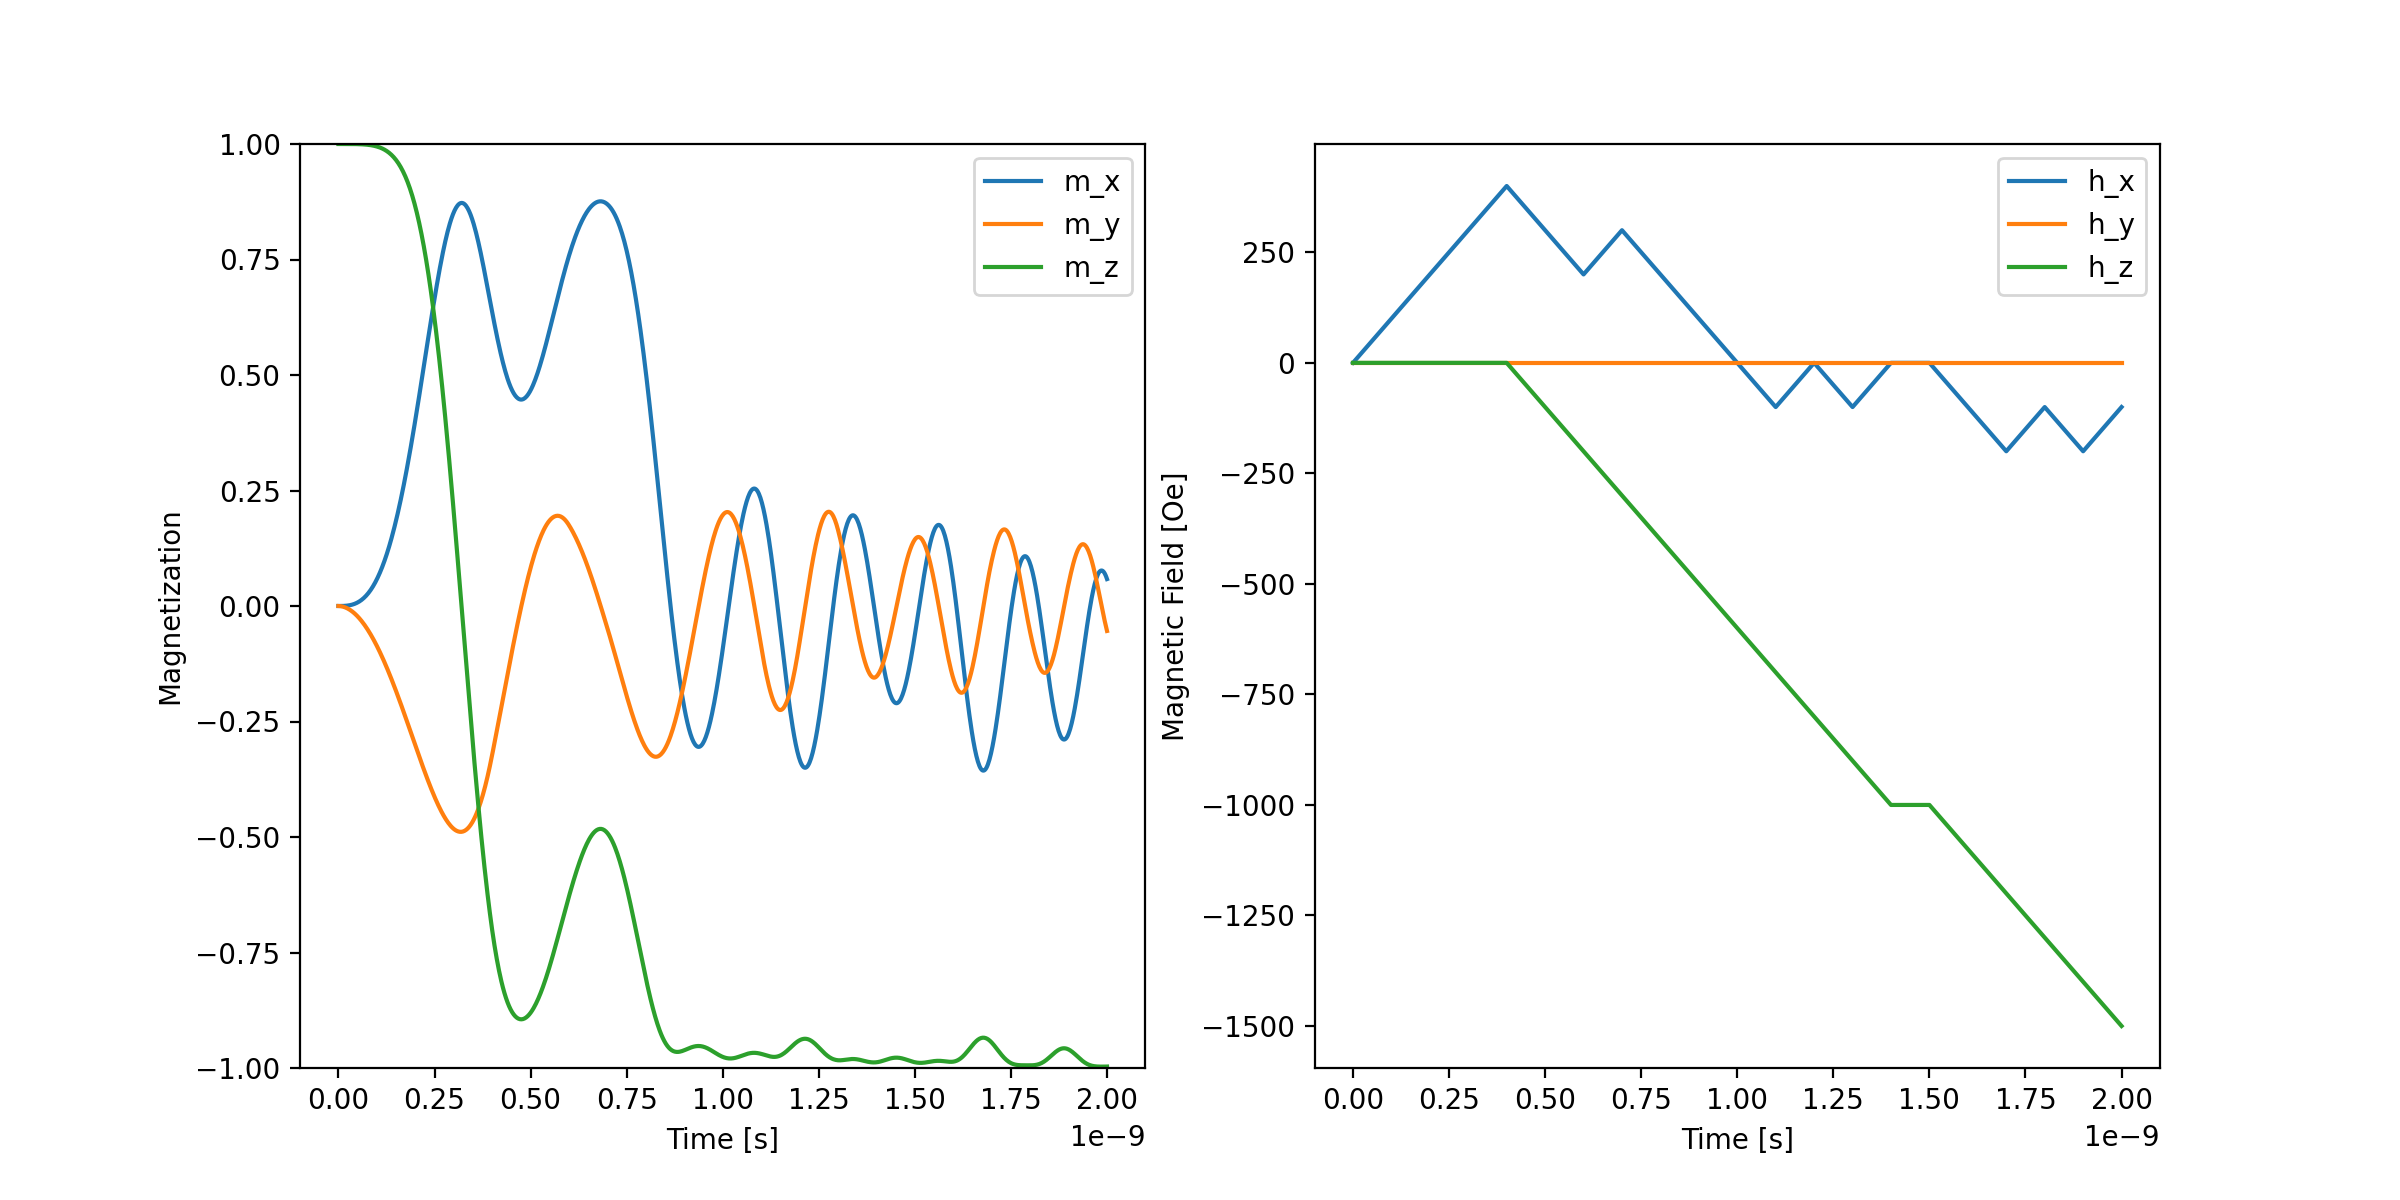 Magnetization
1.00
0.75
0.50
0.25
0.00
−0.25
−0.50
−0.75
−1.00
m_x
m_y
m_z
0.00 0.25 0.50 0.75 1.00 1.25 1.50 1.75 2.00
Time [s]
1e−9
Magnetic Field [Oe]
250
0
−250
−500
−750
−1000
−1250
−1500
h_x
h_y
h_z
0.00 0.25 0.50 0.75 1.00 1.25 1.50 1.75 2.00
Time [s]
1e−9